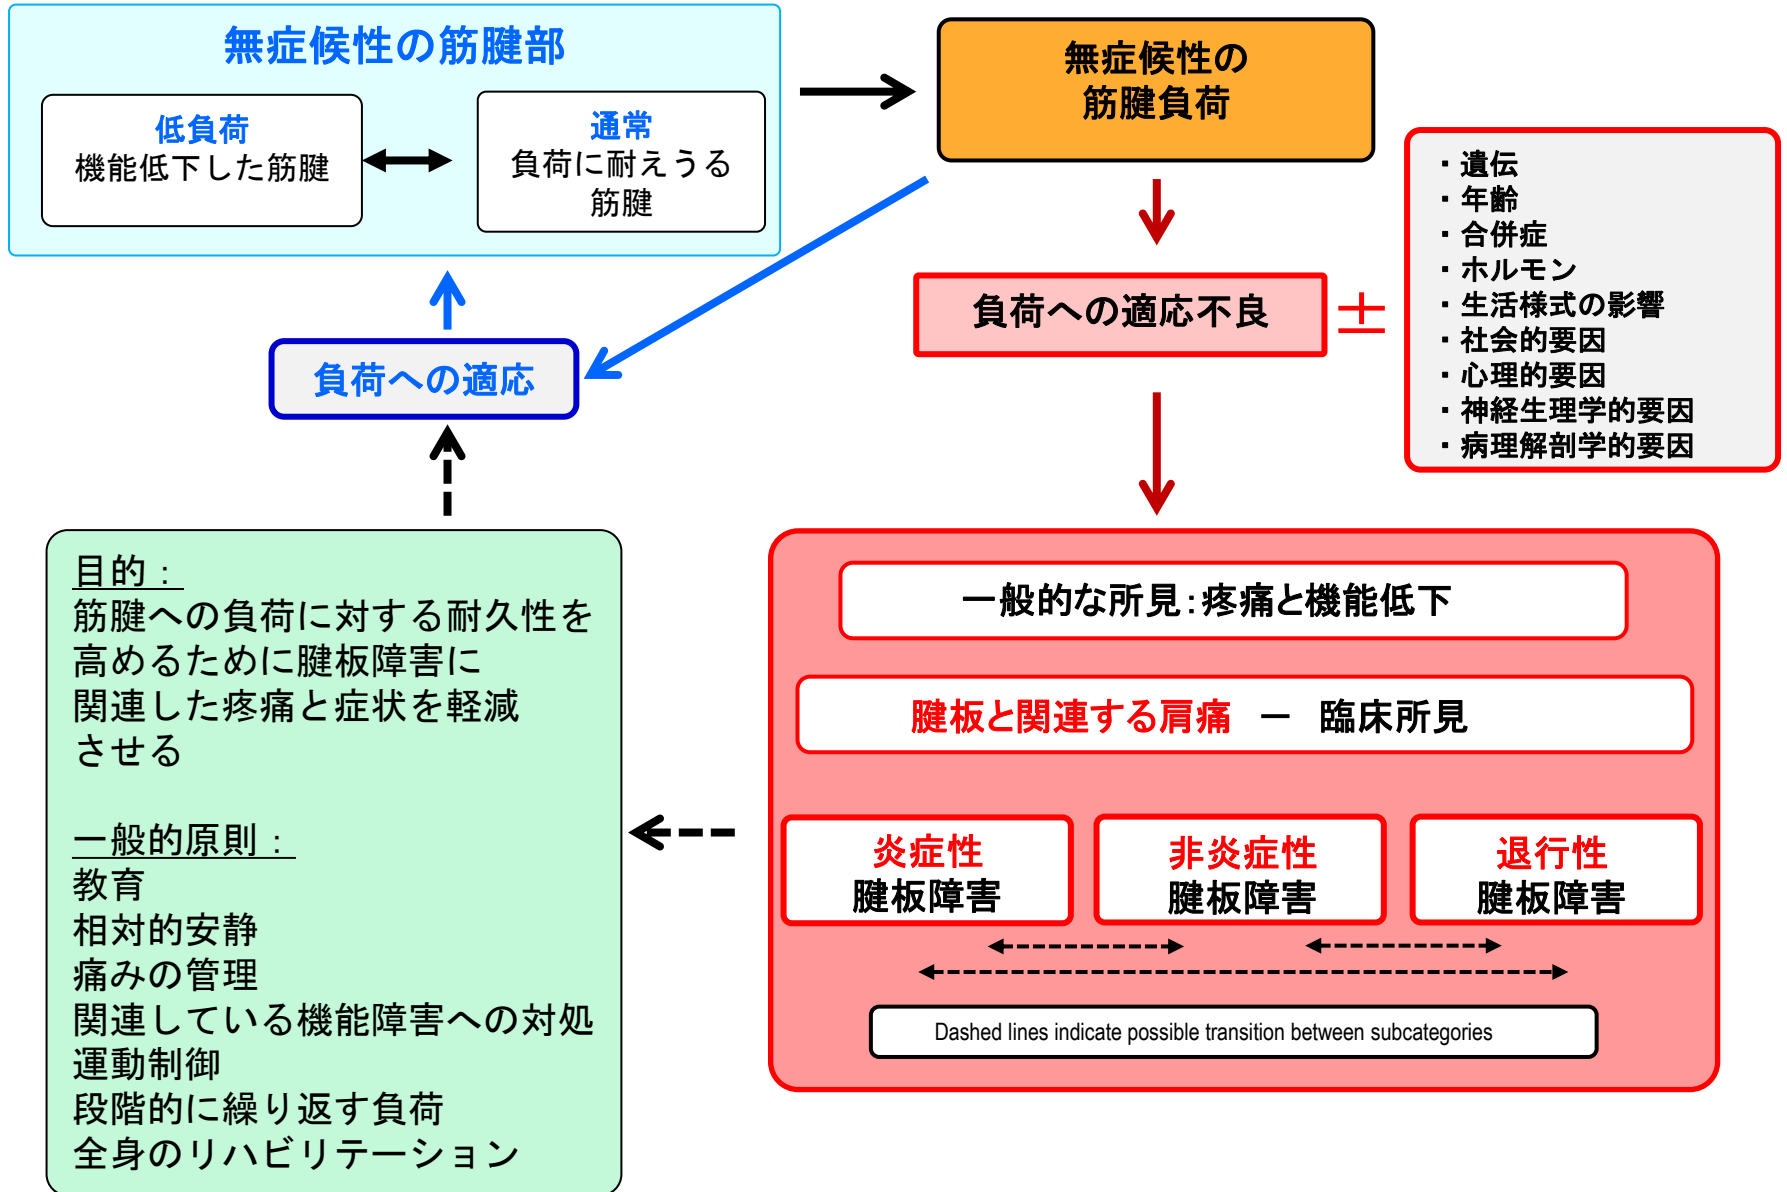 無症候性の筋腱部
低負荷
機能低下した筋腱
通常
負荷に耐えうる
筋腱
無症候性の
筋腱負荷
・遺伝
・年齢
・合併症
・ホルモン
・生活様式の影響
・社会的要因
・心理的要因
・神経生理学的要因
・病理解剖学的要因
負荷への適応不良
±
負荷への適応
目的：
筋腱への負荷に対する耐久性を
高めるために腱板障害に
関連した疼痛と症状を軽減
させる
一般的原則：
教育
相対的安静
痛みの管理
関連している機能障害への対処
運動制御
段階的に繰り返す負荷
全身のリハビリテーション
一般的な所見：疼痛と機能低下
腱板と関連する肩痛　－　臨床所見
炎症性
腱板障害
非炎症性
腱板障害
退行性
腱板障害
Dashed lines indicate possible transition between subcategories